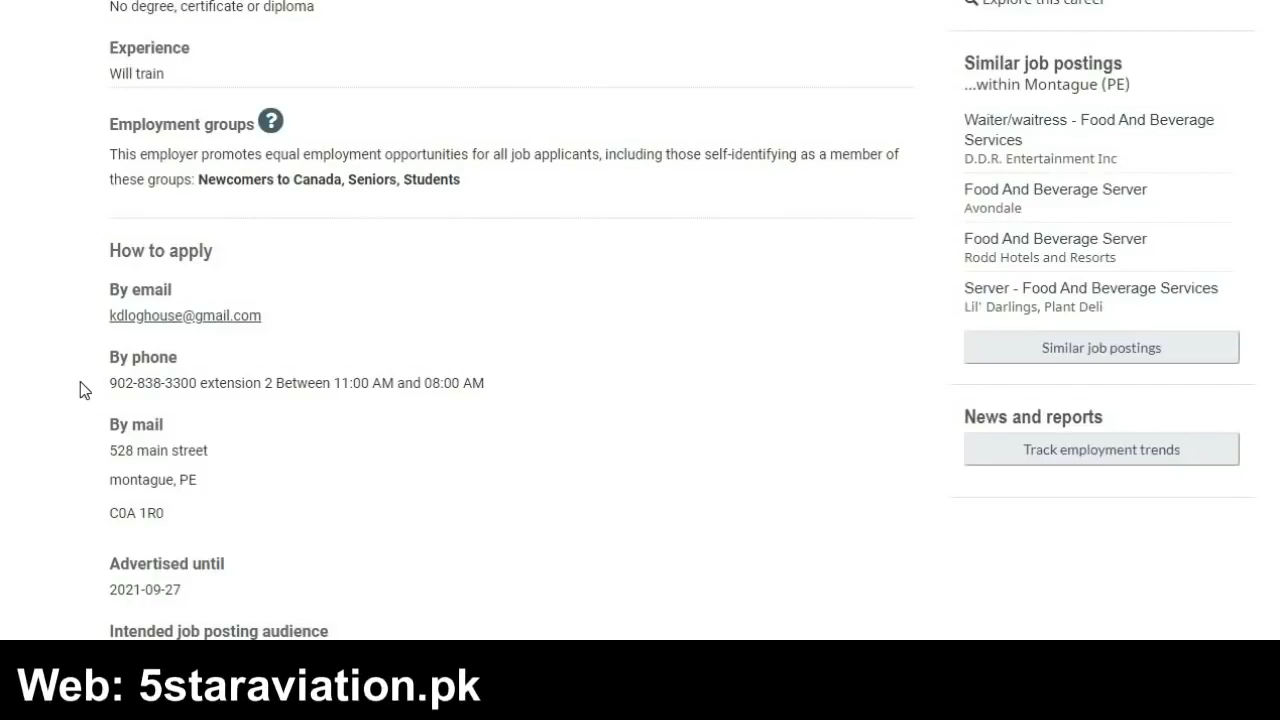 No degree, certificate or diploma
Experience
Will train
Employment groups ?
This employer promotes equal employment opportunities for all job applicants, including those self-identifying as a member of
these groups: Newcomers to Canada, Seniors, Students
How to apply
By email
kdloghouse@gmail.com
By phone
902-838-3300 extension 2 Between 11:00 AM and 08:00 AM
By mail
528 main street
montague, PE
C0A 1R0
Advertised until
2021-09-27
Intended job posting audience
Explore this career
Similar job postings
...within Montague (PE)
Waiter/waitress - Food And Beverage
Services
D.D.R. Entertainment Inc
Food And Beverage Server
Avondale
Food And Beverage Server
Rodd Hotels and Resorts
Server - Food And Beverage Services
Lil' Darlings, Plant Deli
Similar job postings
News and reports
Track employment trends
Web: 5staraviation.pk